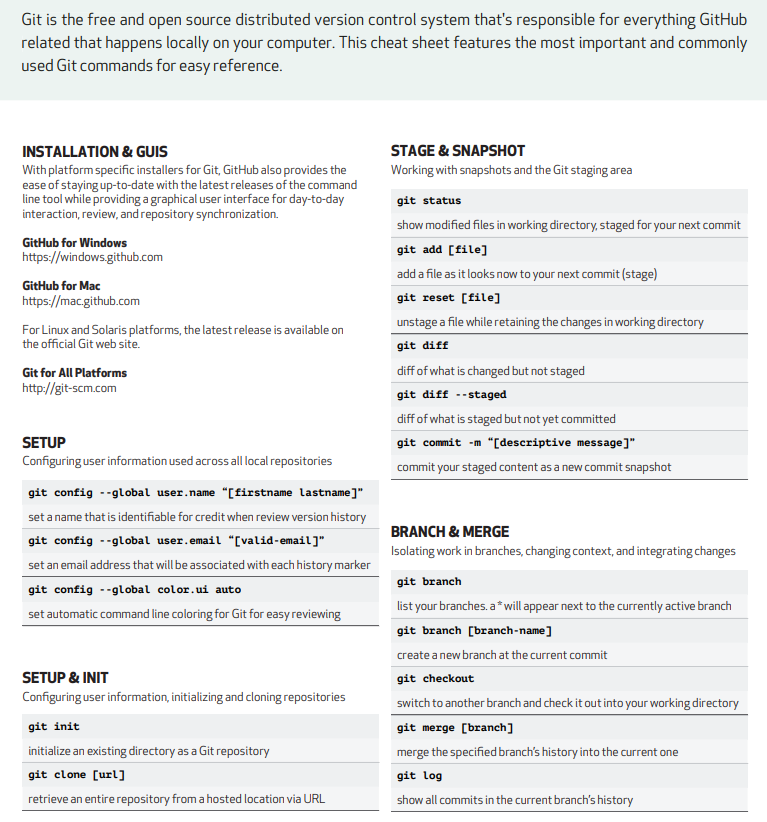 Git is the free and open source distributed version control system that's responsible for everything GitHub
related that happens locally on your computer. This cheat sheet features the most important and commonly
used Git commands for easy reference.
INSTALLATION & GUIS
With platform specific installers for Git, GitHub also provides the
ease of staying up-to-date with the latest releases of the command
line tool while providing a graphical user interface for day-to-day
interaction, review, and repository synchronization.
GitHub for Windows
https://windows.github.com
GitHub for Mac
https://mac.github.com
For Linux and Solaris platforms, the latest release is available on
the official Git web site.
Git for All Platforms
http://git-scm.com
SETUP
Configuring user information used across all local repositories
git config --global user.name “[firstname lastname]”
set a name that is identifiable for credit when review version history
git config --global user.email “[valid-email]”
set an email address that will be associated with each history marker
git config --global color.ui auto
set automatic command line coloring for Git for easy reviewing
SETUP & INIT
Configuring user information, initializing and cloning repositories
git init
initialize an existing directory as a Git repository
git clone [url]
retrieve an entire repository from a hosted location via URL
STAGE & SNAPSHOT
Working with snapshots and the Git staging area
git status
show modified files in working directory, staged for your next commit
git add [file]
add a file as it looks now to your next commit (stage)
git reset [file]
unstage a file while retaining the changes in working directory
git diff
diff of what is changed but not staged
git diff --staged
diff of what is staged but not yet committed
git commit -m “[descriptive message]”
commit your staged content as a new commit snapshot
BRANCH & MERGE
Isolating work in branches, changing context, and integrating changes
git branch
list your branches. a * will appear next to the currently active branch
git branch [branch-name]
create a new branch at the current commit
git checkout
switch to another branch and check it out into your working directory
git merge [branch]
merge the specified branch’s history into the current one
git log
show all commits in the current branch’s history